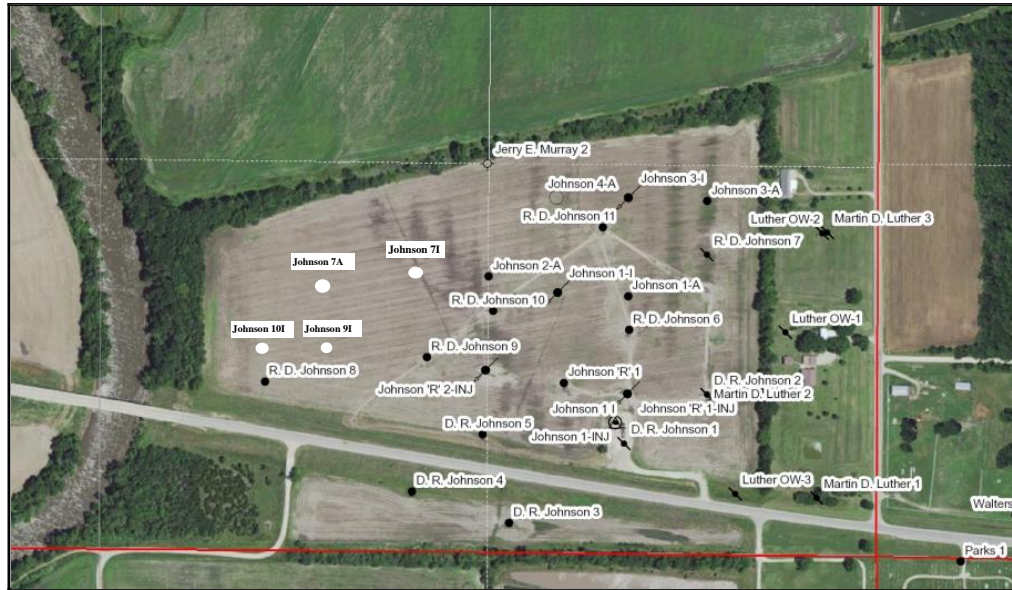 Jerry E. Murray 2
Johnson 4-A
Johnson 3-I
Johnson 3-A
R. D. Johnson 11
Luther OW-2
Martin D. Luther 3
R. D. Johnson 7
Johnson 7I
Johnson 7A
Johnson 2-A
Johnson 1-I
Johnson 1-A
R. D. Johnson 10
R. D. Johnson 6
Luther OW-1
Johnson 10I
Johnson 9I
R. D. Johnson 9
R. D. Johnson 8
Johnson 'R' 2-INJ
Johnson 'R' 1
D. R. Johnson 2
Martin D. Luther 2
Johnson 1 I
Johnson 'R' 1-INJ
D. R. Johnson 5
D. R. Johnson 1
Johnson 1-INJ
D. R. Johnson 4
Luther OW-3
Martin D. Luther 1
Walters
D. R. Johnson 3
Parks 1